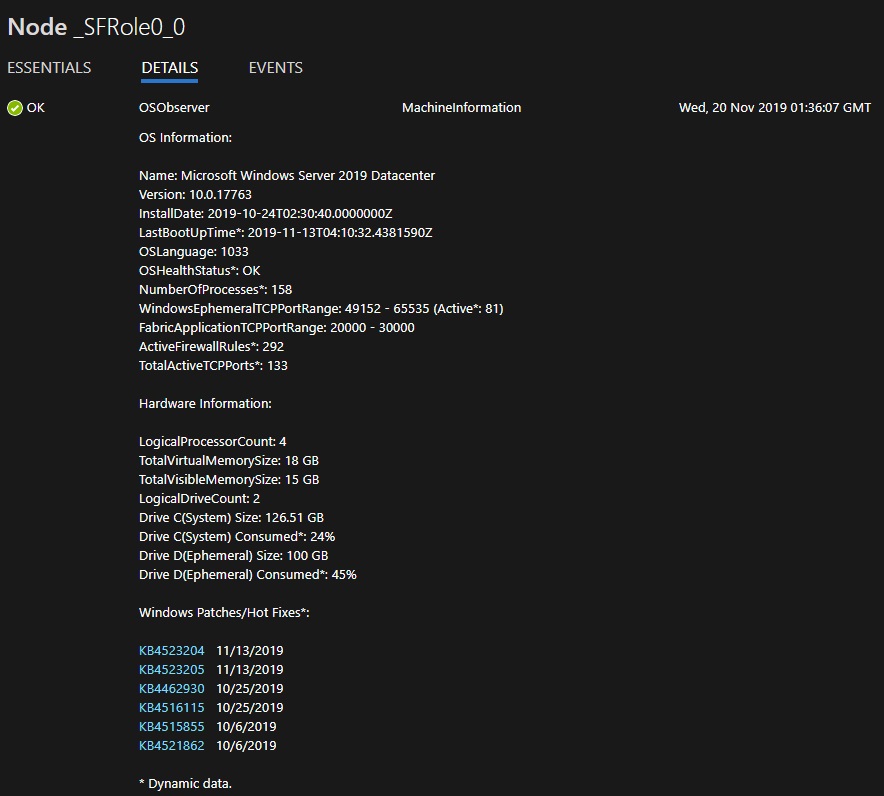 Node _SFRole0_0
ESSENTIALS DETAILS EVENTS
OK OSObserver MachineInformation Wed, 20 Nov 2019 01:36:07 GMT
OS Information:
Name: Microsoft Windows Server 2019 Datacenter
Version: 10.0.17763
InstallDate: 2019-10-24T02:30:40.0000000Z
LastBootUpTime*: 2019-11-13T04:10:32.4381590Z
OSLanguage: 1033
OSHealthStatus*: OK
NumberOfProcesses*: 158
WindowsEphemeralTCPPortRange: 49152 - 65535 (Active*: 81)
FabricApplicationTCPPortRange: 20000 - 30000
ActiveFirewallRules*: 292
TotalActiveTCPPorts*: 133
Hardware Information:
LogicalProcessorCount: 4
TotalVirtualMemorySize: 18 GB
TotalVisibleMemorySize: 15 GB
LogicalDriveCount: 2
Drive C(System) Size: 126.51 GB
Drive C(System) Consumed*: 24%
Drive D(Ephemeral) Size: 100 GB
Drive D(Ephemeral) Consumed*: 45%
Windows Patches/Hot Fixes*:
KB4523204 11/13/2019
KB4523205 11/13/2019
KB4462930 10/25/2019
KB4516115 10/25/2019
KB4515855 10/6/2019
KB4521862 10/6/2019
* Dynamic data.